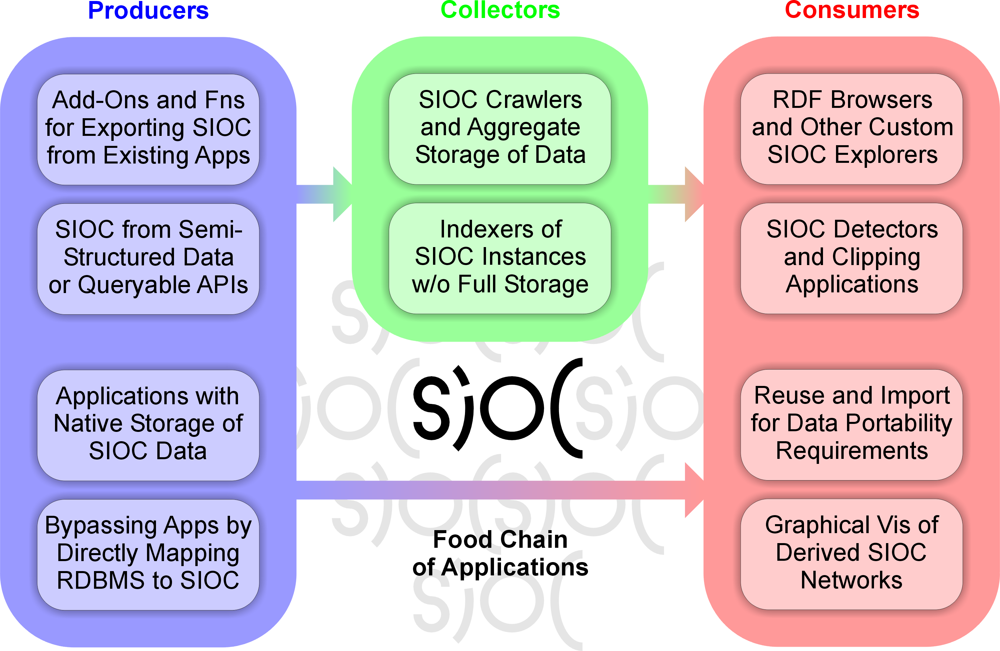 Producers
Add-Ons and Fns
for Exporting SIOC
from Existing Apps
SIOC from Semi-
Structured Data
or Queryable APIs
Applications with
Native Storage of
SIOC Data
Bypassing Apps by
Directly Mapping
RDBMS to SIOC
Collectors
SIOC Crawlers
and Aggregate
Storage of Data
Indexers of
SIOC Instances
w/o Full Storage
SiOC
Food Chain
of Applications
Consumers
RDF Browsers
and Other Custom
SIOC Explorers
SIOC Detectors
and Clipping
Applications
Reuse and Import
for Data Portability
Requirements
Graphical Vis of
Derived SIOC
Networks